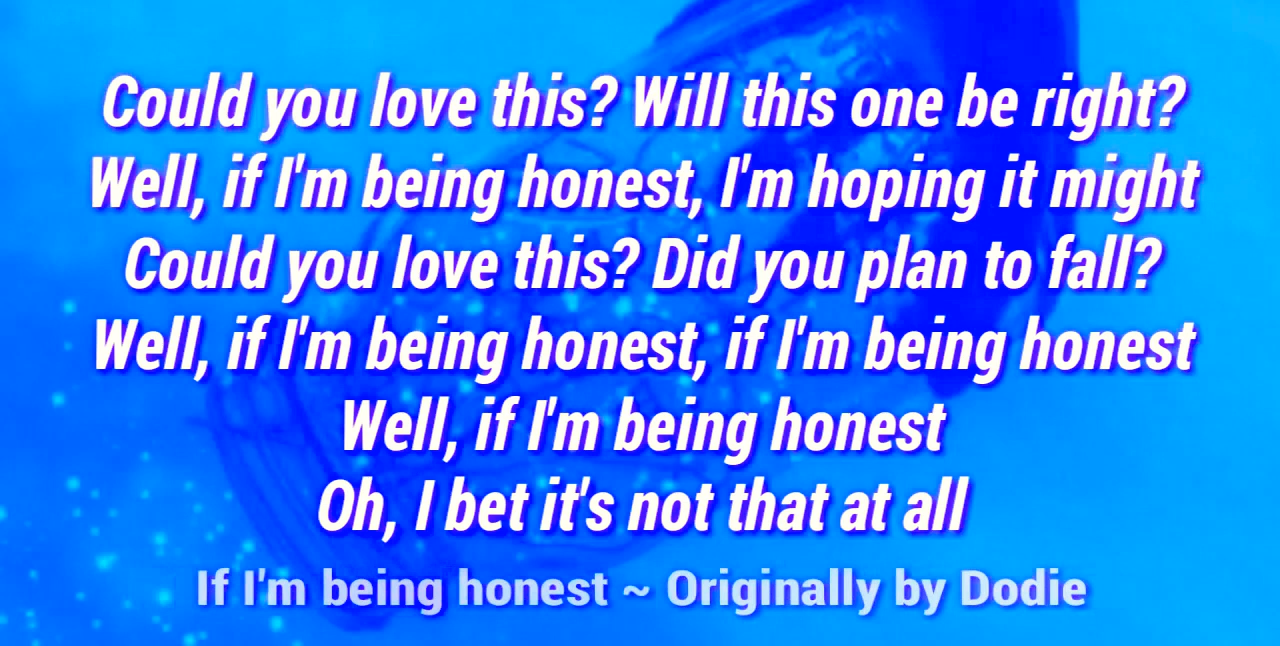 Could you love this? Will this one be right?
Well, if I'm being honest, I'm hoping it might
Could you love this? Did you plan to fall?
Well, if I'm being honest, if I'm being honest
Well, if I'm being honest
Oh, I bet it's not that at all
If I'm being honest ~ Originally by Dodie